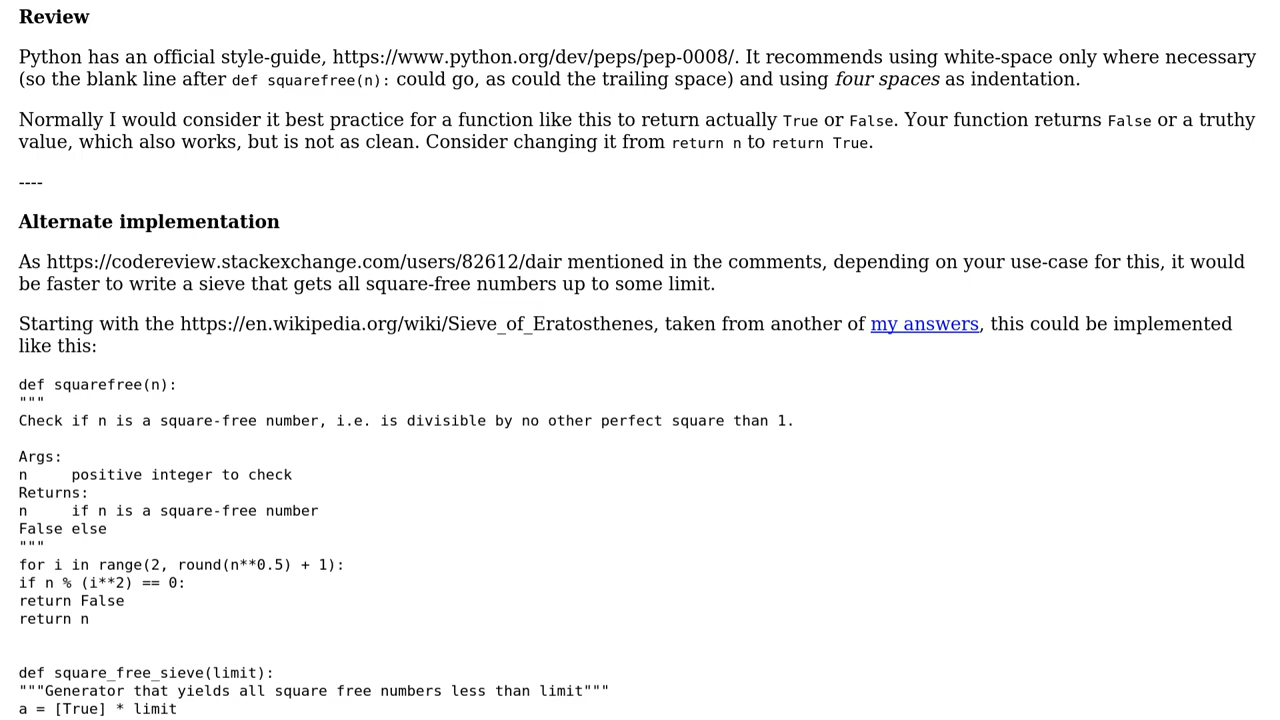 Review
Python has an official style-guide, https://www.python.org/dev/peps/pep-0008/. It recommends using white-space only where necessary
(so the blank line after def squarefree(n): could go, as could the trailing space) and using four spaces as indentation.
Normally I would consider it best practice for a function like this to return actually True or False. Your function returns False or a truthy
value, which also works, but is not as clean. Consider changing it from return n to return True.
----
Alternate implementation
As https://codereview.stackexchange.com/users/82612/dair mentioned in the comments, depending on your use-case for this, it would
be faster to write a sieve that gets all square-free numbers up to some limit.
Starting with the https://en.wikipedia.org/wiki/Sieve_of_Eratosthenes, taken from another of my answers, this could be implemented
like this:
def squarefree(n):
"""
Check if n is a square-free number, i.e. is divisible by no other perfect square than 1.
Args:
n     positive integer to check
Returns:
n     if n is a square-free number
False else
"""
for i in range(2, round(n**0.5) + 1):
if n % (i**2) == 0:
return False
return n
def square_free_sieve(limit):
"""Generator that yields all square free numbers less than limit"""
a = [True] * limit